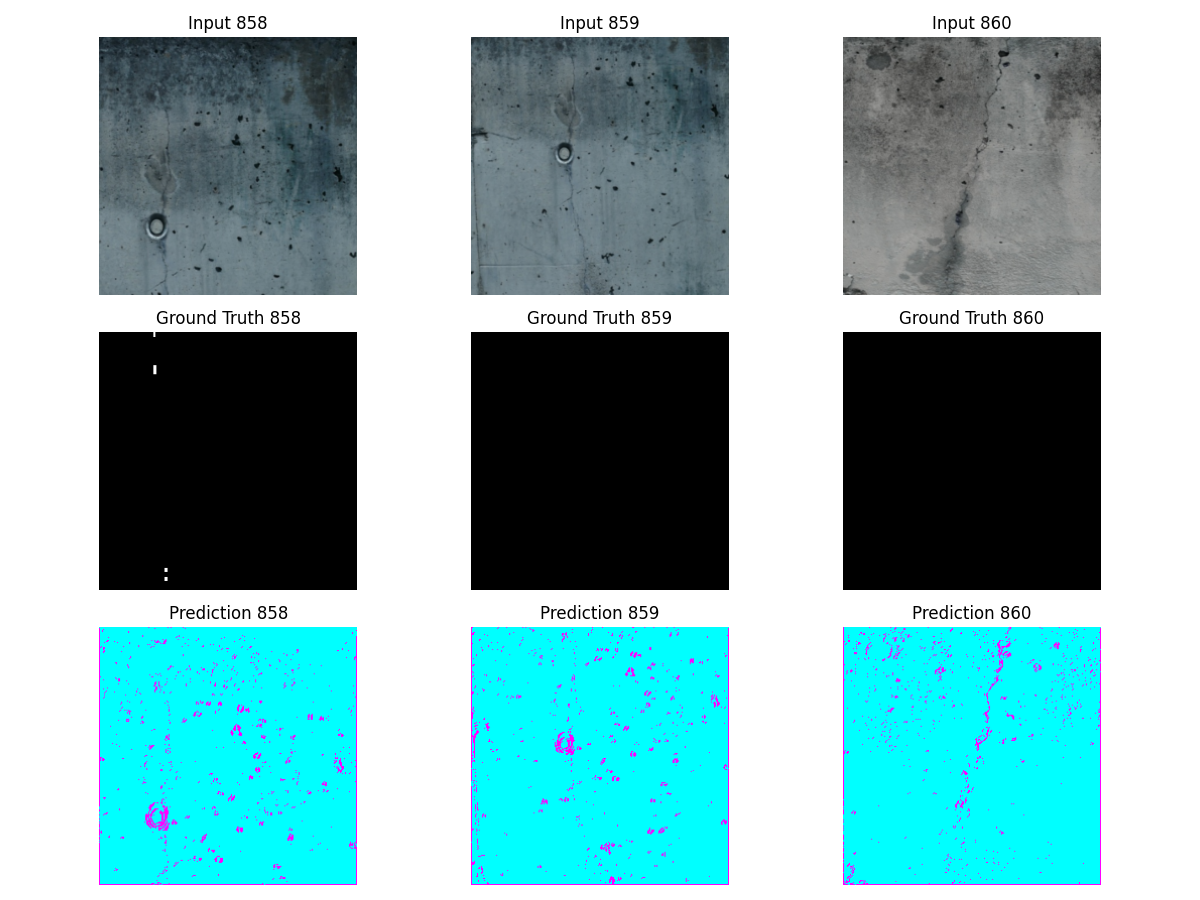 Input 858
Input 859
Input 860
Ground Truth 858
Ground Truth 859
Ground Truth 860
Prediction 858
Prediction 859
Prediction 860